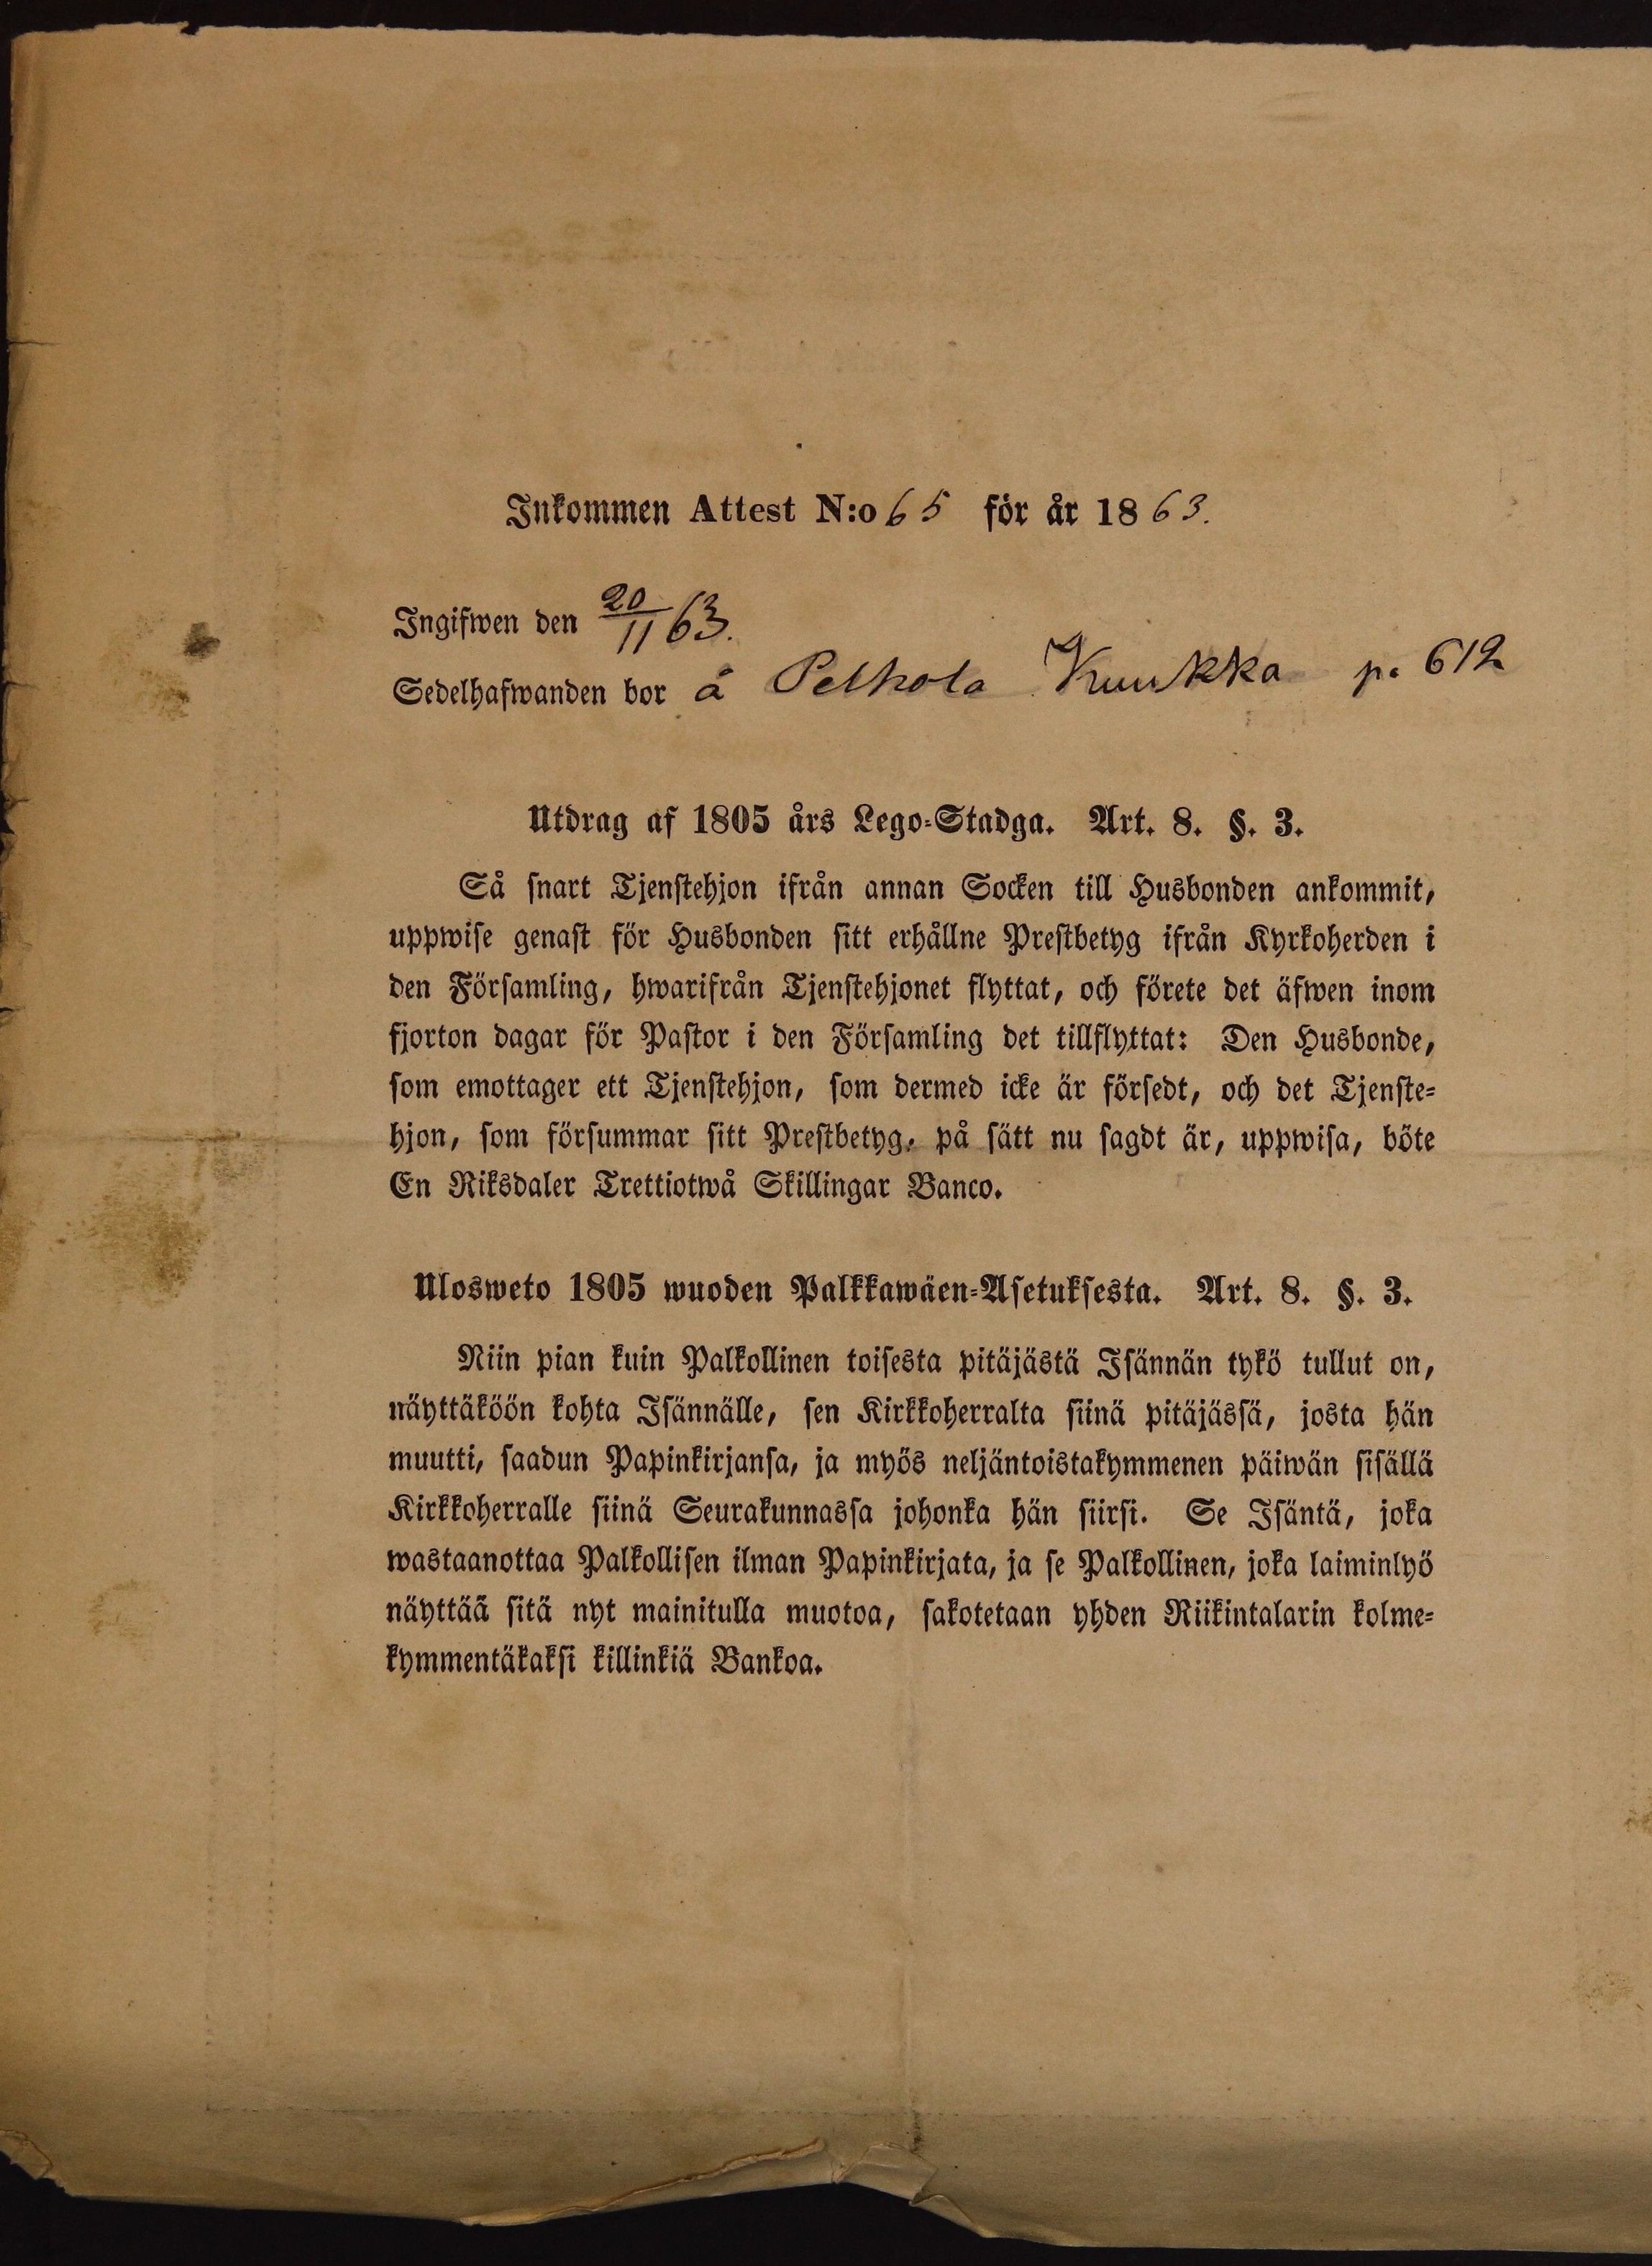 Inkommen Attest N:o 65 för år 1863.
Ingifwen den 20/11 63.
Sedelhafwanden bor å Pelkola Kuukka p. 612
Utdrag af 1805 års Lego-Stadga. Art. 8. §. 3.
Så snart Tjenstehjon ifrån annan Socken till Husbonden ankommit,
uppwise genast för Husbonden sitt erhållne Prestbetyg ifrån Kyrkoherden i
den Församling, hwarifrån Tjenstehjonet flyttat, och förete det äfwen inom
fjorton dagar för Pastor i den Församling det tillflyttat: Den Husbonde,
som emottager ett Tjenstehjon, som dermed icke är försedt, och det Tjenste-
hjon, som försummar sitt Prestbetyg, på sätt nu sagdt är, uppwisa, böte
En Riksdaler Trettiotwå Skillingar Banco.
Ulosweto 1805 wuoden Palkkawäen-Asetuksesta. Art. 8. §. 3.
Niin pian kuin Palkollinen toisesta pitäjästä Isännän tykö tullut on,
näyttäköön kohta Isännälle, sen Kirkkoherralta siinä pitäjässä, josta hän
muutti, saadun Papinkirjansa, ja myös neljäntoistakymmenen päiwän sisällä
Kirkkoherralle siinä Seurakunnassa johonka hän siirsi. Se Isäntä, joka
wastaanottaa Palkollisen ilman Papinkirjata, ja se Palkollinen, joka laiminlyö
näyttää sitä nyt mainitulla muotoa, sakotetaan yhden Riikintalarin kolme-
kymmentäkaksi killinkiä Bankoa.